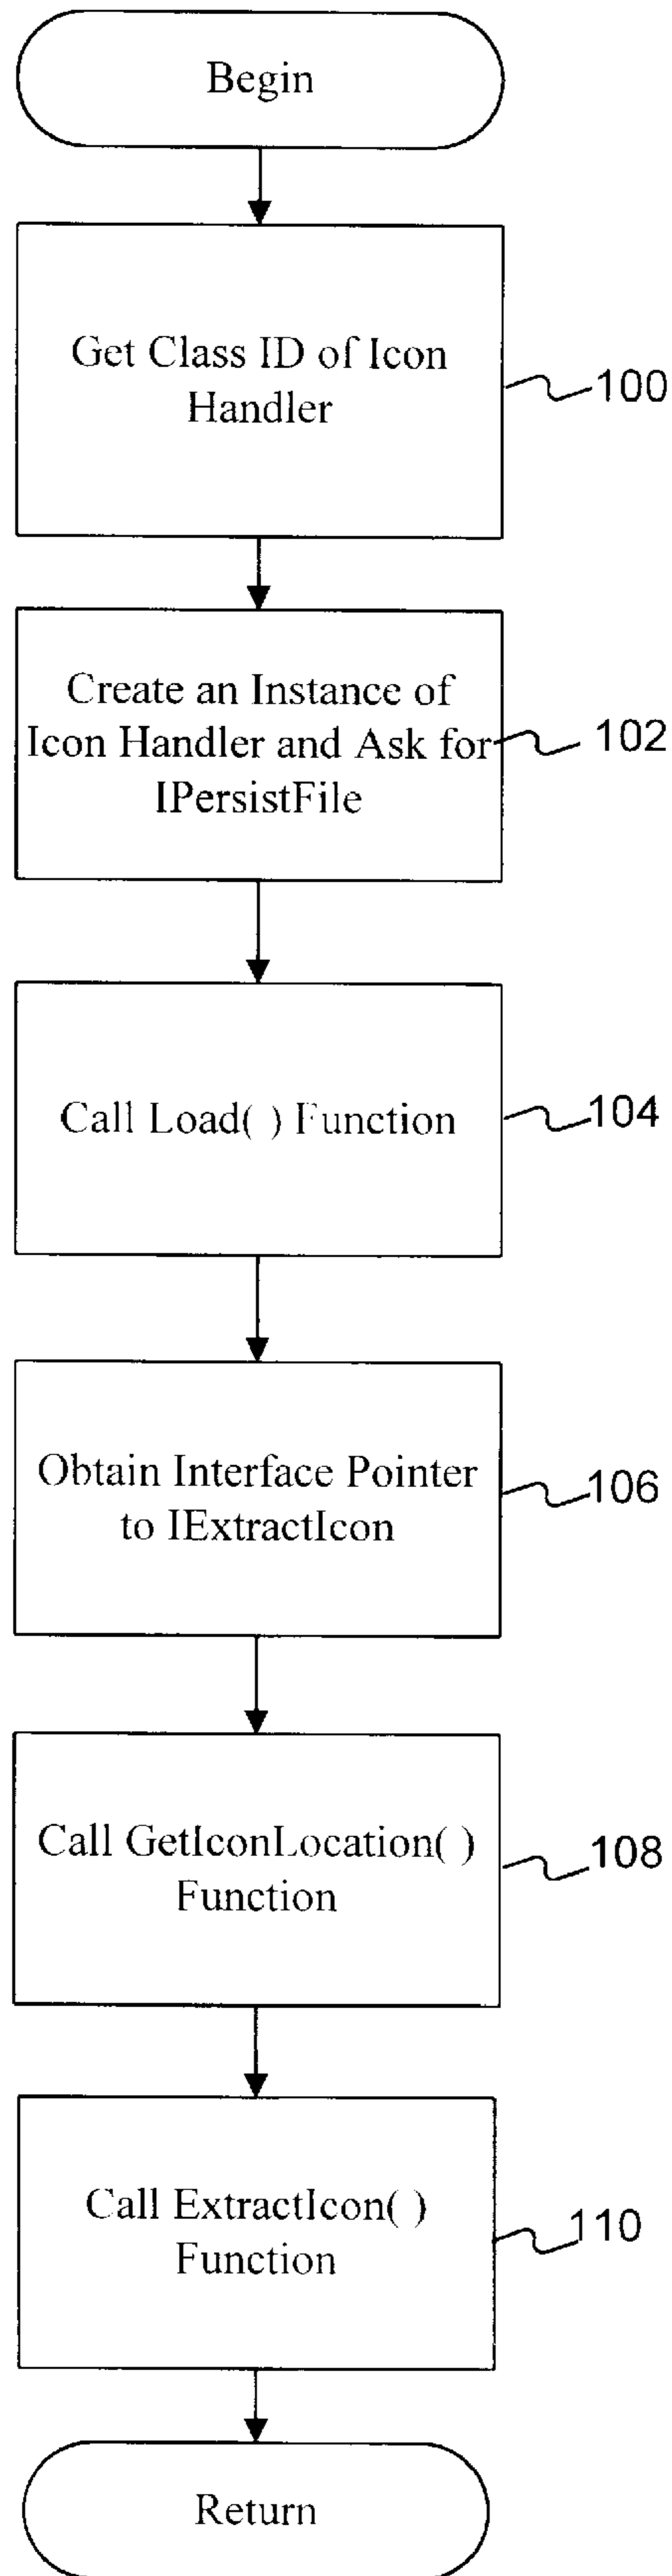 Begin
Get Class ID of Icon
Handler
100
Create an Instance of
Icon Handler and Ask for
IPersistFile
102
Call Load( ) Function
104
Obtain Interface Pointer
to IExtractIcon
106
Call GetIconLocation( )
Function
108
Call ExtractIcon( )
Function
110
Return